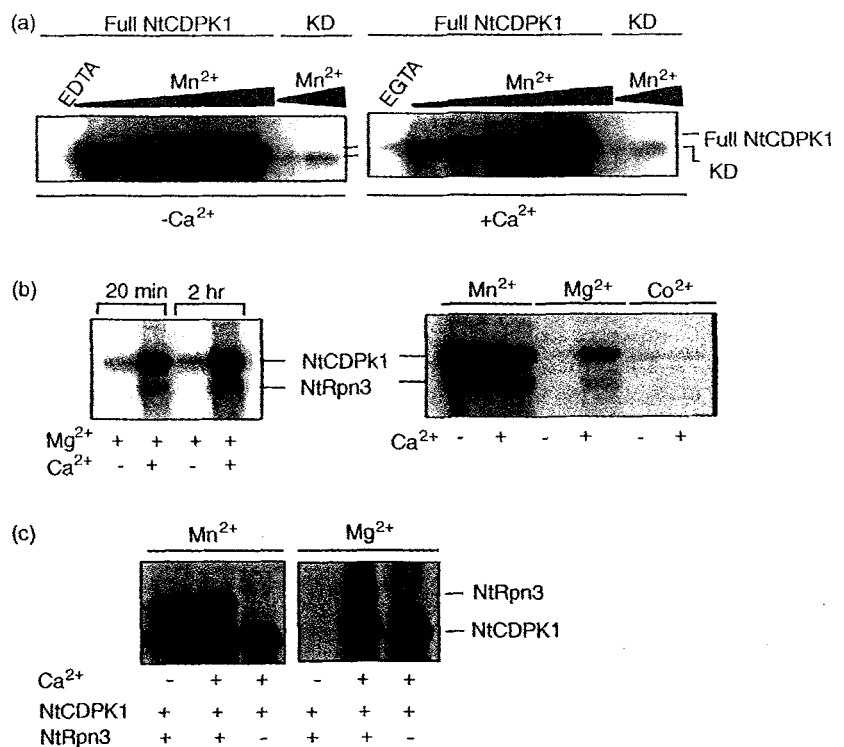 (a) Full NtCDPK1 KD Full NtCDPK1 KD
EDTA Mn2+ Mn2+ EGTA Mn2+ Mn2+
Full NtCDPK1
KD
-Ca2+ +Ca2+
(b) 20 min 2 hr Mn2+ Mg2+ Co2+
NtCDPk1
NtRpn3
Mg2+ + + + +
Ca2+ - + - +
Ca2+ - + - + - +
(c) Mn2+ Mg2+
NtRpn3
NtCDPK1
Ca2+ - + + - + +
NtCDPK1 + + + + + +
NtRpn3 + + - + + -